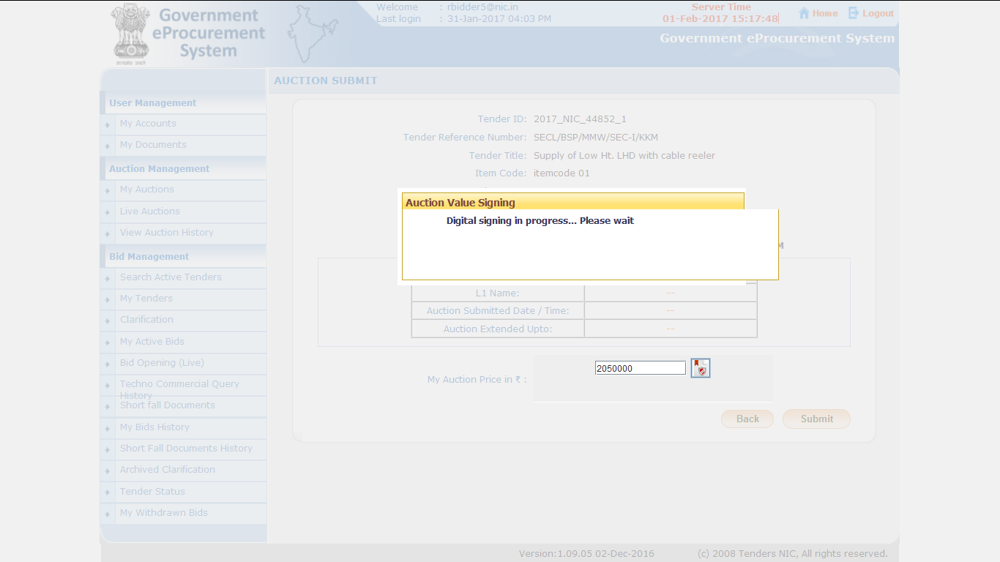 Government
eProcurement
System
Welcome : rbidder5@nic.in
Last login : 31-Jan-2017 04:03 PM
Server Time
01-Feb-2017 15:17:48
Home
Logout
Government eProcurement System
User Management
My Accounts
My Documents
Auction Management
My Auctions
Live Auctions
View Auction History
Bid Management
Search Active Tenders
My Tenders
Clarification
My Active Bids
Bid Opening (Live)
Techno Commercial Query
History
Short fall Documents
My Bids History
Short Fall Documents History
Archived Clarification
Tender Status
My Withdrawn Bids
AUCTION SUBMIT
Tender ID: 2017_NIC_44852_1
Tender Reference Number: SECL/BSP/MMW/SEC-I/KKM
Tender Title: Supply of Low Ht. LHD with cable reeler
Item Code: itemcode 01
Auction Value Signing
Digital signing in progress... Please wait
M
L1 Name: --
Auction Submitted Date / Time: --
Auction Extended Upto: --
My Auction Price in ₹ : 2050000
Back
Submit
Version:1.09.05 02-Dec-2016
(c) 2008 Tenders NIC, All rights reserved.